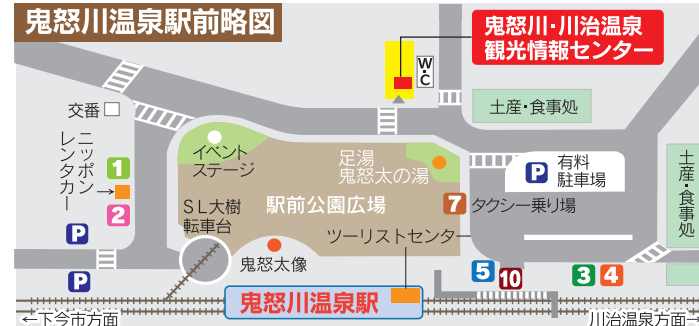 鬼怒川温泉駅前略図
鬼怒川・川治温泉
観光情報センター
W・C
交番
土産・食事処
ニッポン
レンタカー
1
2
イベント
ステージ
足湯
鬼怒太の湯
P
有料
駐車場
土産・食事処
SL大樹
転車台
駅前公園広場
7
タクシー乗り場
ツーリストセンター
P
鬼怒太像
P
5
10
3
4
鬼怒川温泉駅
←下今市方面
川治温泉方面→